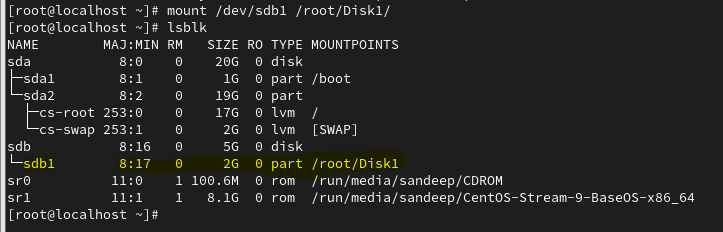 [root@localhost ~]# mount /dev/sdb1 /root/Disk1/
[root@localhost ~]# lsblk
NAME        MAJ:MIN RM   SIZE RO TYPE MOUNTPOINTS
sda           8:0    0    20G  0 disk
├─sda1        8:1    0     1G  0 part /boot
└─sda2        8:2    0    19G  0 part
  ├─cs-root 253:0    0    17G  0 lvm  /
  └─cs-swap 253:1    0     2G  0 lvm  [SWAP]
sdb           8:16   0     5G  0 disk
└─sdb1        8:17   0     2G  0 part /root/Disk1
sr0          11:0    1 100.6M  0 rom  /run/media/sandeep/CDROM
sr1          11:1    1   8.1G  0 rom  /run/media/sandeep/CentOS-Stream-9-BaseOS-x86_64
[root@localhost ~]#